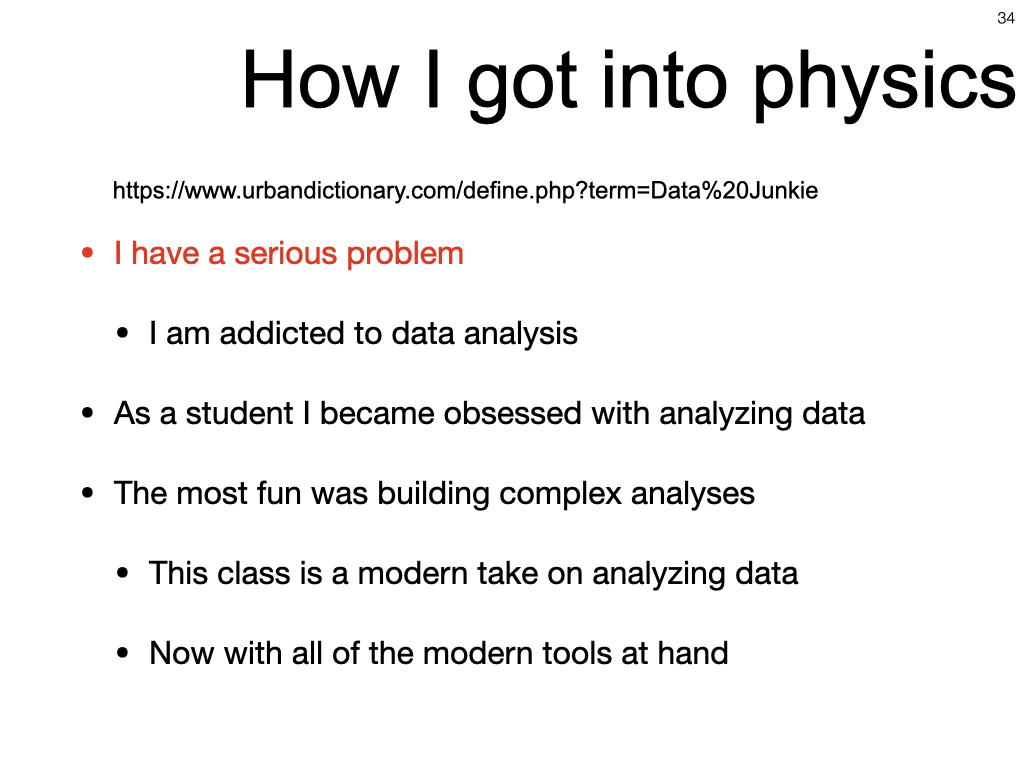 34
How I got into physics
https://www.urbandictionary.com/define.php?term=Data%20Junkie
• I have a serious problem
• I am addicted to data analysis
• As a student I became obsessed with analyzing data
• The most fun was building complex analyses
• This class is a modern take on analyzing data
• Now with all of the modern tools at hand